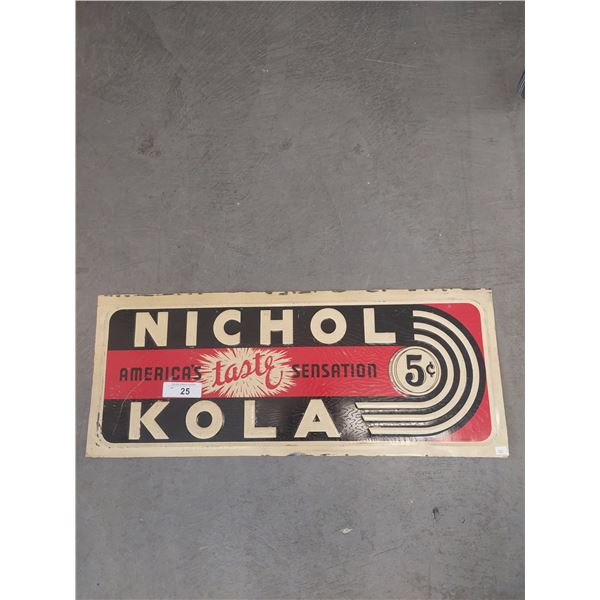 NICHOL
AMERICA'S taste SENSATION 5¢
25
KOLA